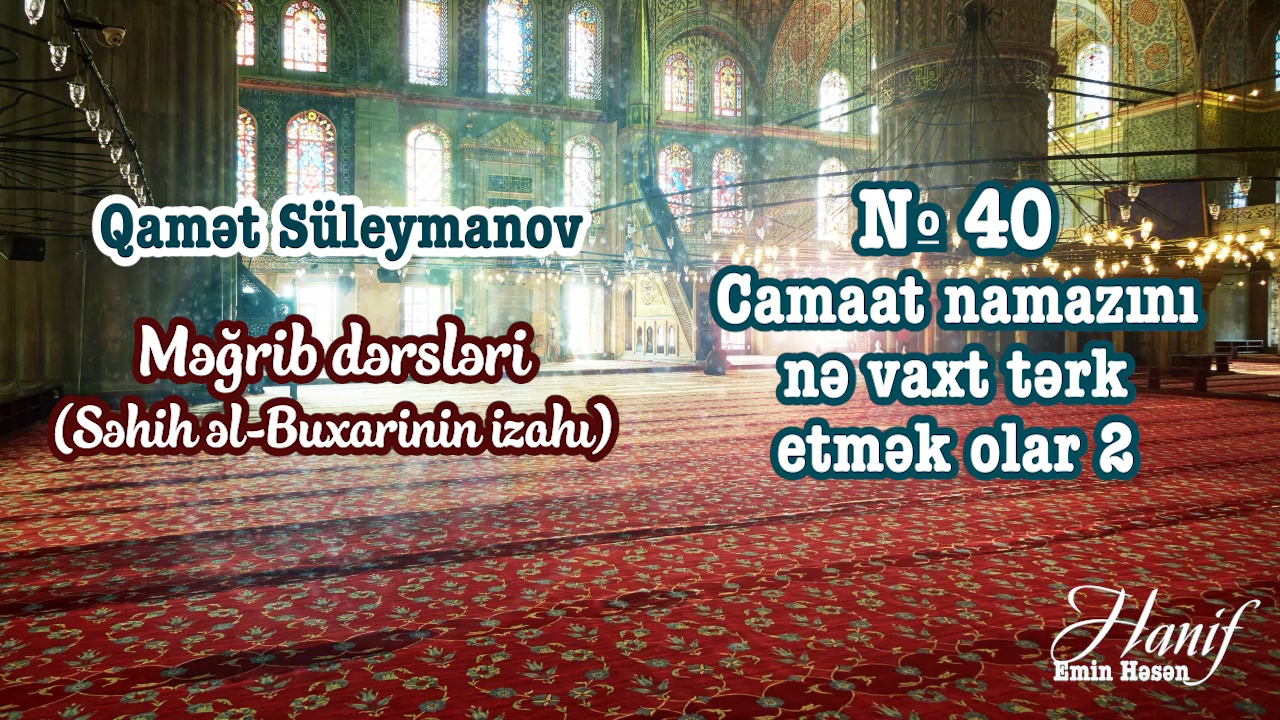 Qamət Süleymanov
Məğrib dərsləri
(Səhih əl-Buxarinin izahı)
№ 40
Camaat namazını
nə vaxt tərk
etmək olar 2
Hanif
Emin Həsən